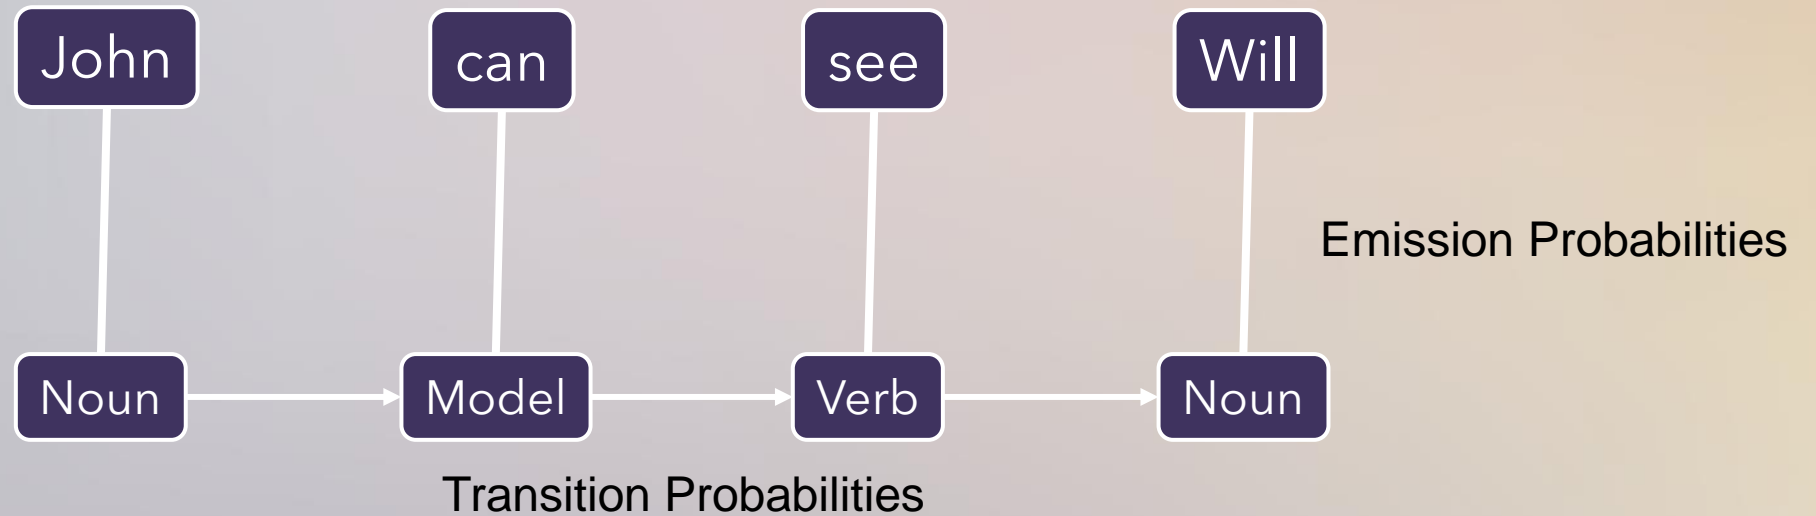 John can see Will
Emission Probabilities
Noun Model Verb Noun
Transition Probabilities